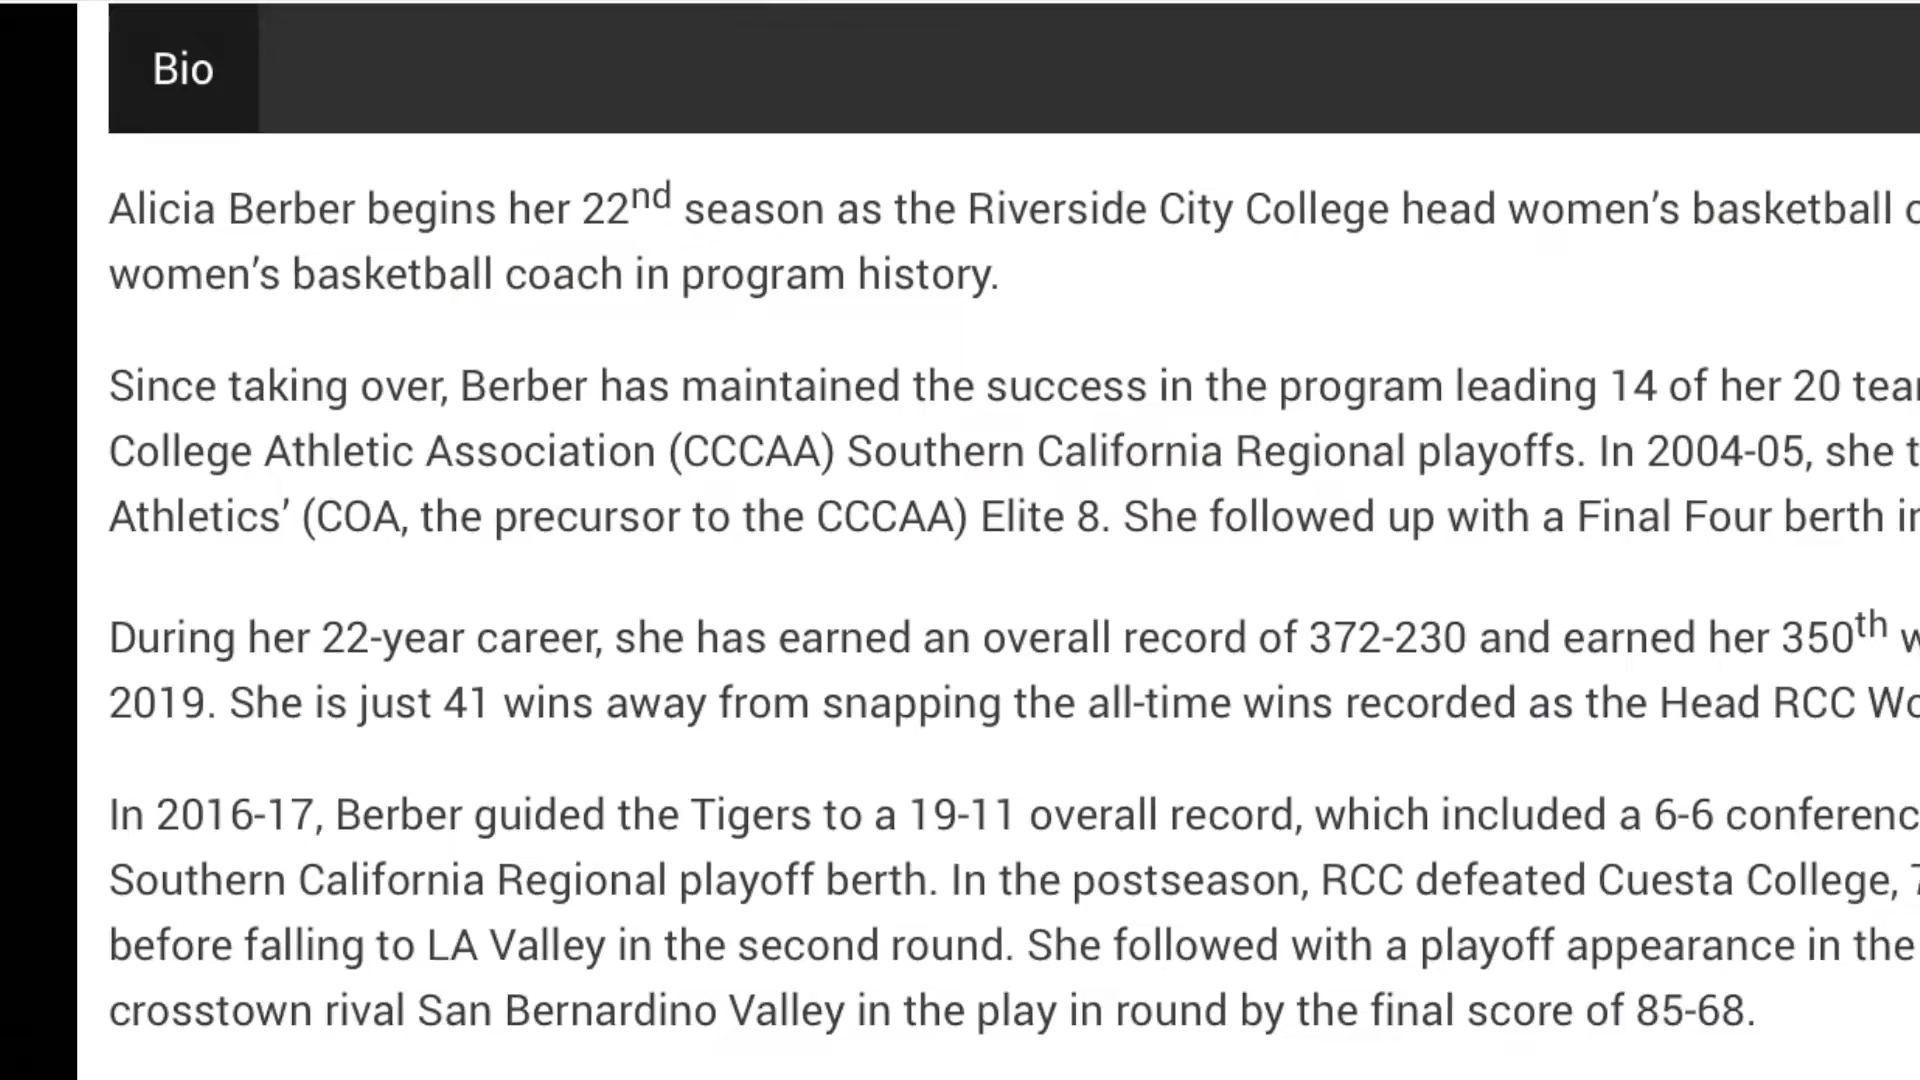 Bio
Alicia Berber begins her 22nd season as the Riverside City College head women’s basketball
women’s basketball coach in program history.
Since taking over, Berber has maintained the success in the program leading 14 of her 20
College Athletic Association (CCCAA) Southern California Regional playoffs. In 2004-05, she
Athletics’ (COA, the precursor to the CCCAA) Elite 8. She followed up with a Final Four berth
During her 22-year career, she has earned an overall record of 372-230 and earned her 350th
2019. She is just 41 wins away from snapping the all-time wins recorded as the Head RCC
In 2016-17, Berber guided the Tigers to a 19-11 overall record, which included a 6-6
Southern California Regional playoff berth. In the postseason, RCC defeated Cuesta College,
before falling to LA Valley in the second round. She followed with a playoff appearance in the
crosstown rival San Bernardino Valley in the play in round by the final score of 85-68.